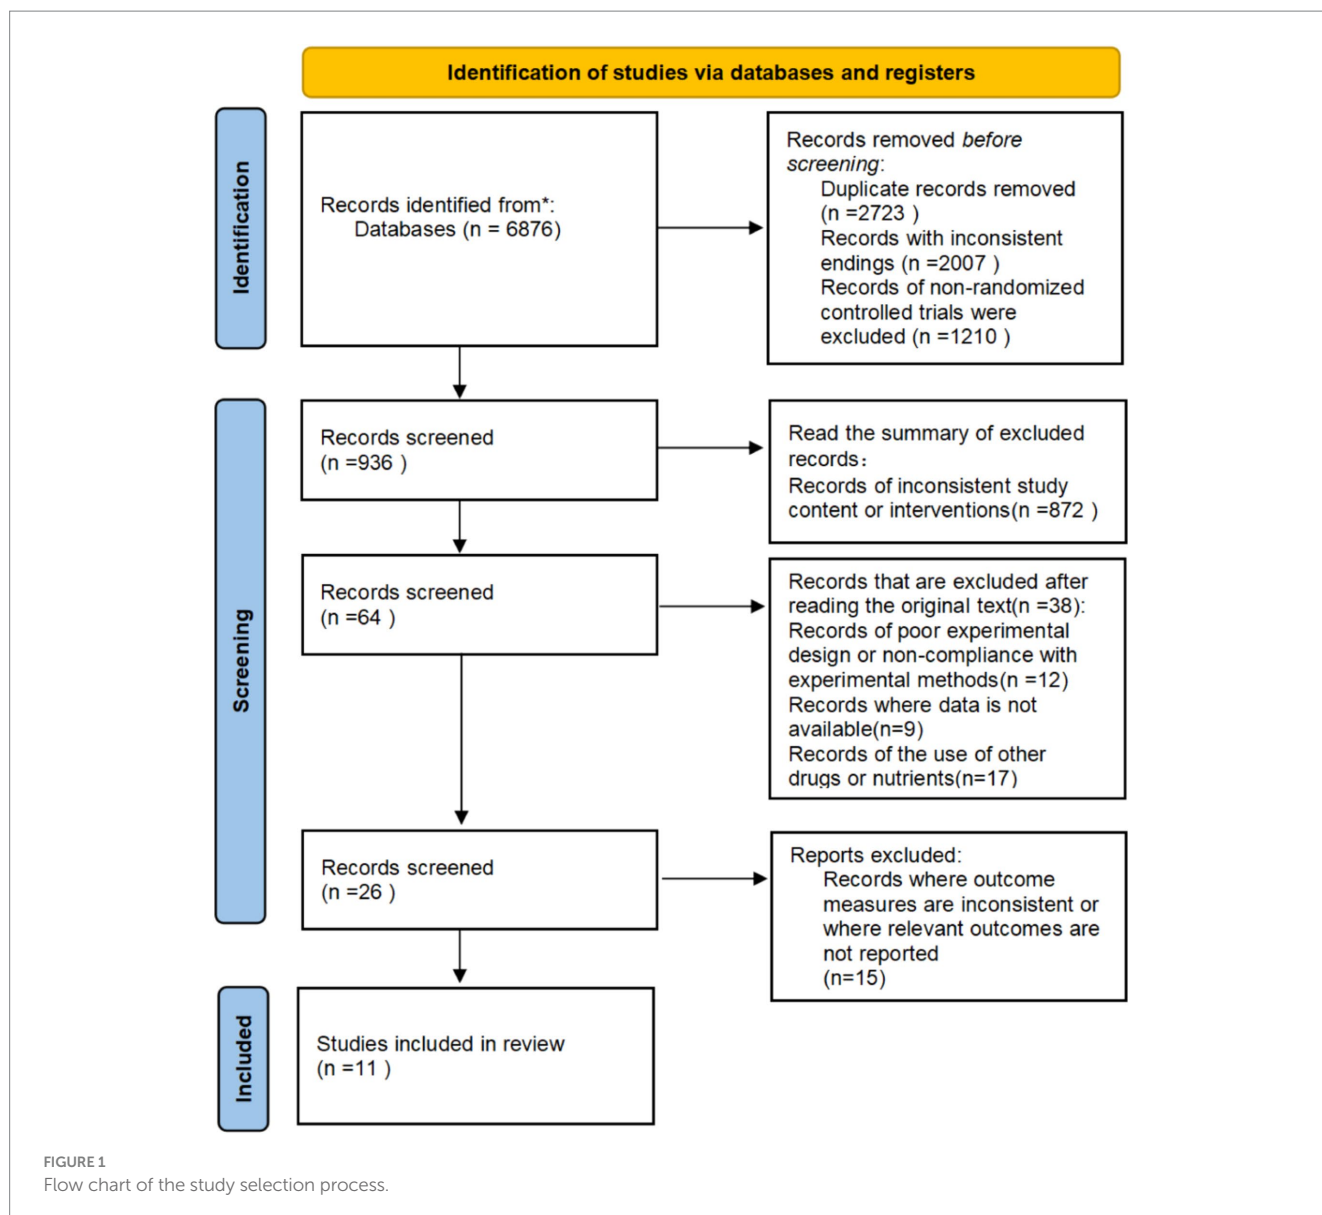 Identification of studies via databases and registers
Identification
Records identified from*:
Databases (n = 6876)
Records removed before
screening:
Duplicate records removed
(n =2723 )
Records with inconsistent
endings (n =2007 )
Records of non-randomized
controlled trials were
excluded (n =1210 )
Screening
Records screened
(n =936 )
Read the summary of excluded
records：
Records of inconsistent study
content or interventions(n =872 )
Records screened
(n =64 )
Records that are excluded after
reading the original text(n =38):
Records of poor experimental
design or non-compliance with
experimental methods(n =12)
Records where data is not
available(n=9)
Records of the use of other
drugs or nutrients(n=17)
Records screened
(n =26 )
Reports excluded:
Records where outcome
measures are inconsistent or
where relevant outcomes are
not reported
(n=15)
Included
Studies included in review
(n =11 )
FIGURE 1
Flow chart of the study selection process.